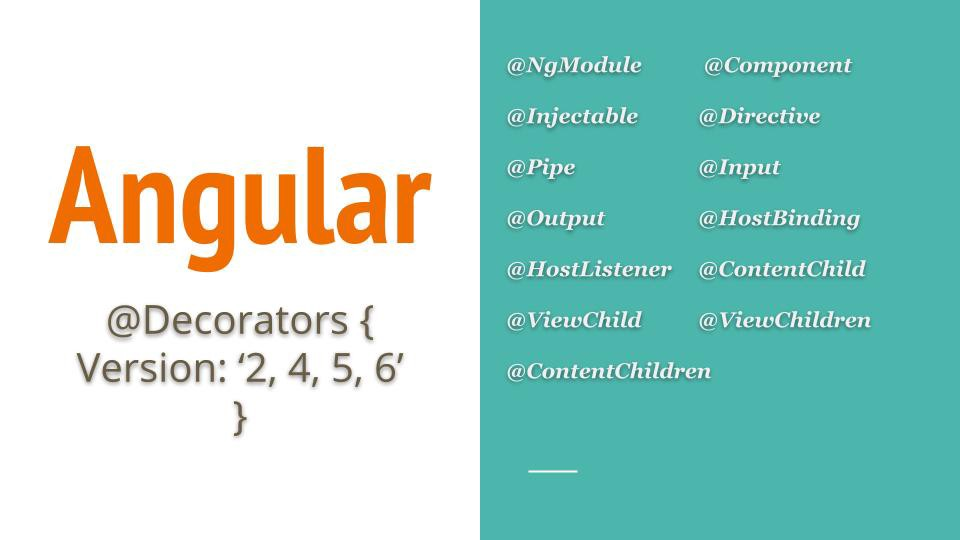 Angular
@Decorators {
Version: ‘2, 4, 5, 6’
}
@NgModule @Component
@Injectable @Directive
@Pipe @Input
@Output @HostBinding
@HostListener @ContentChild
@ViewChild @ViewChildren
@ContentChildren